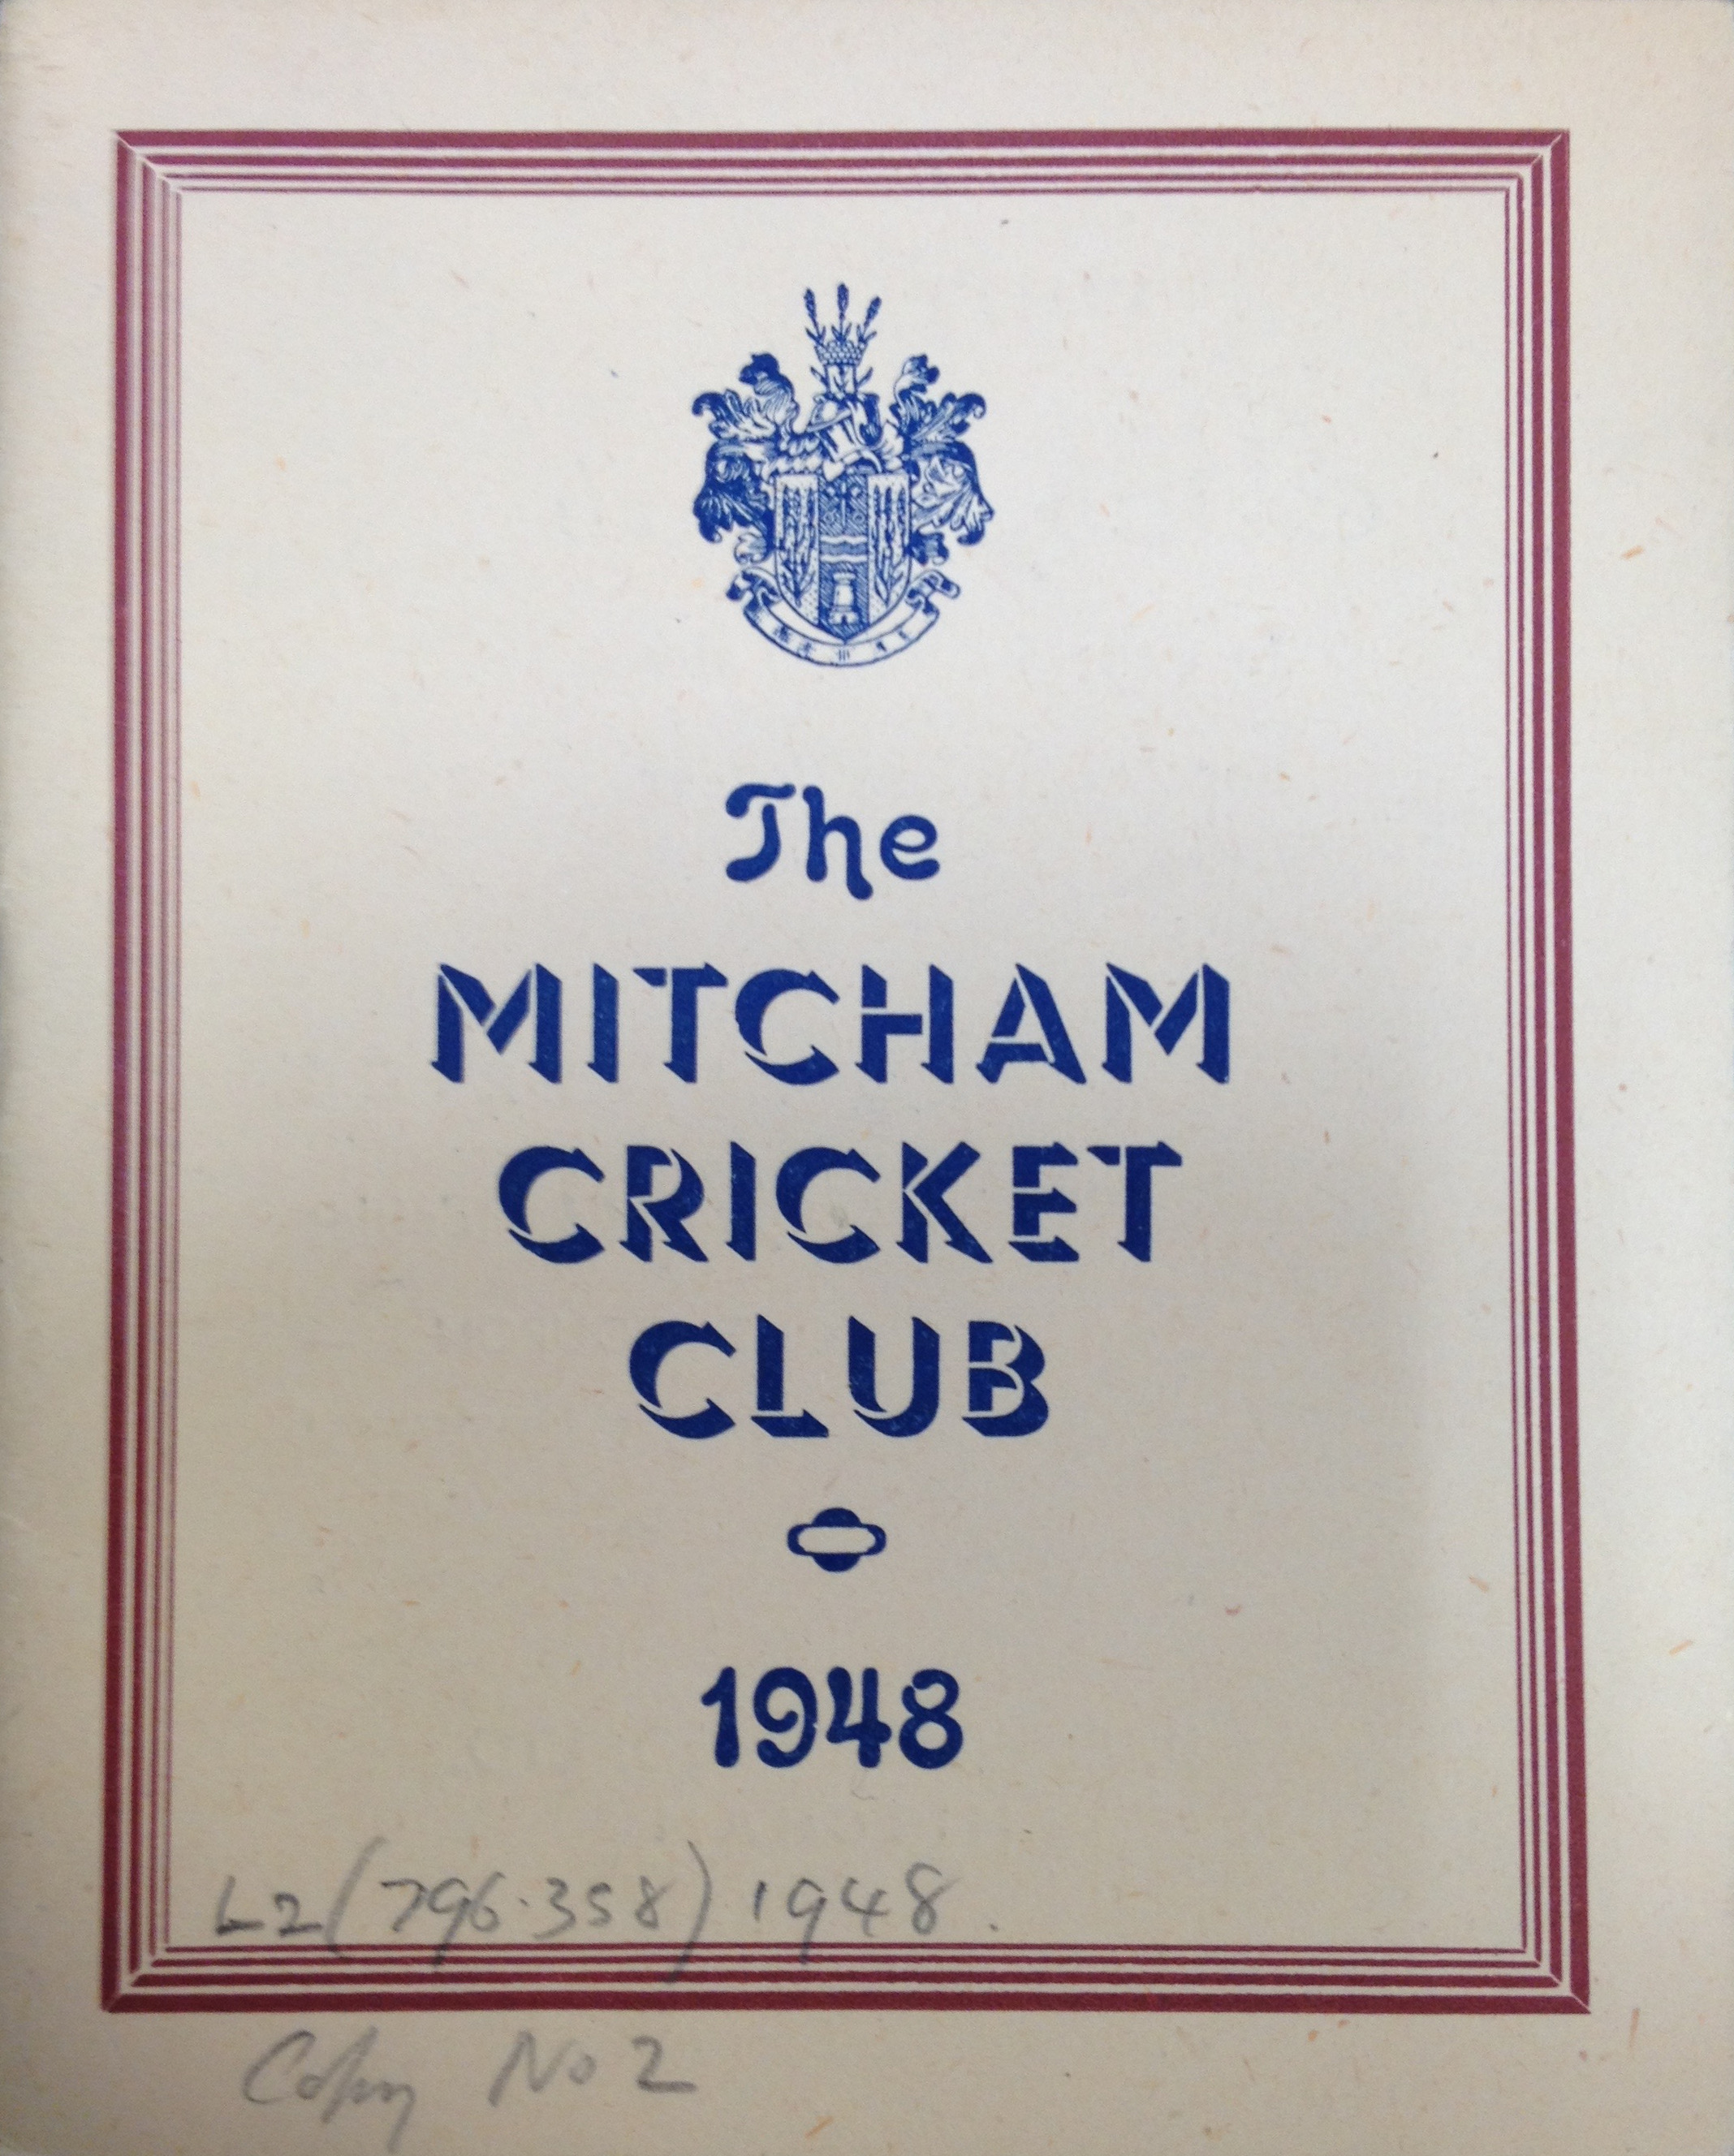 The
MITCHAM
CRICKET
CLUB
1948
L2(796.358) 1948.
Copy No 2